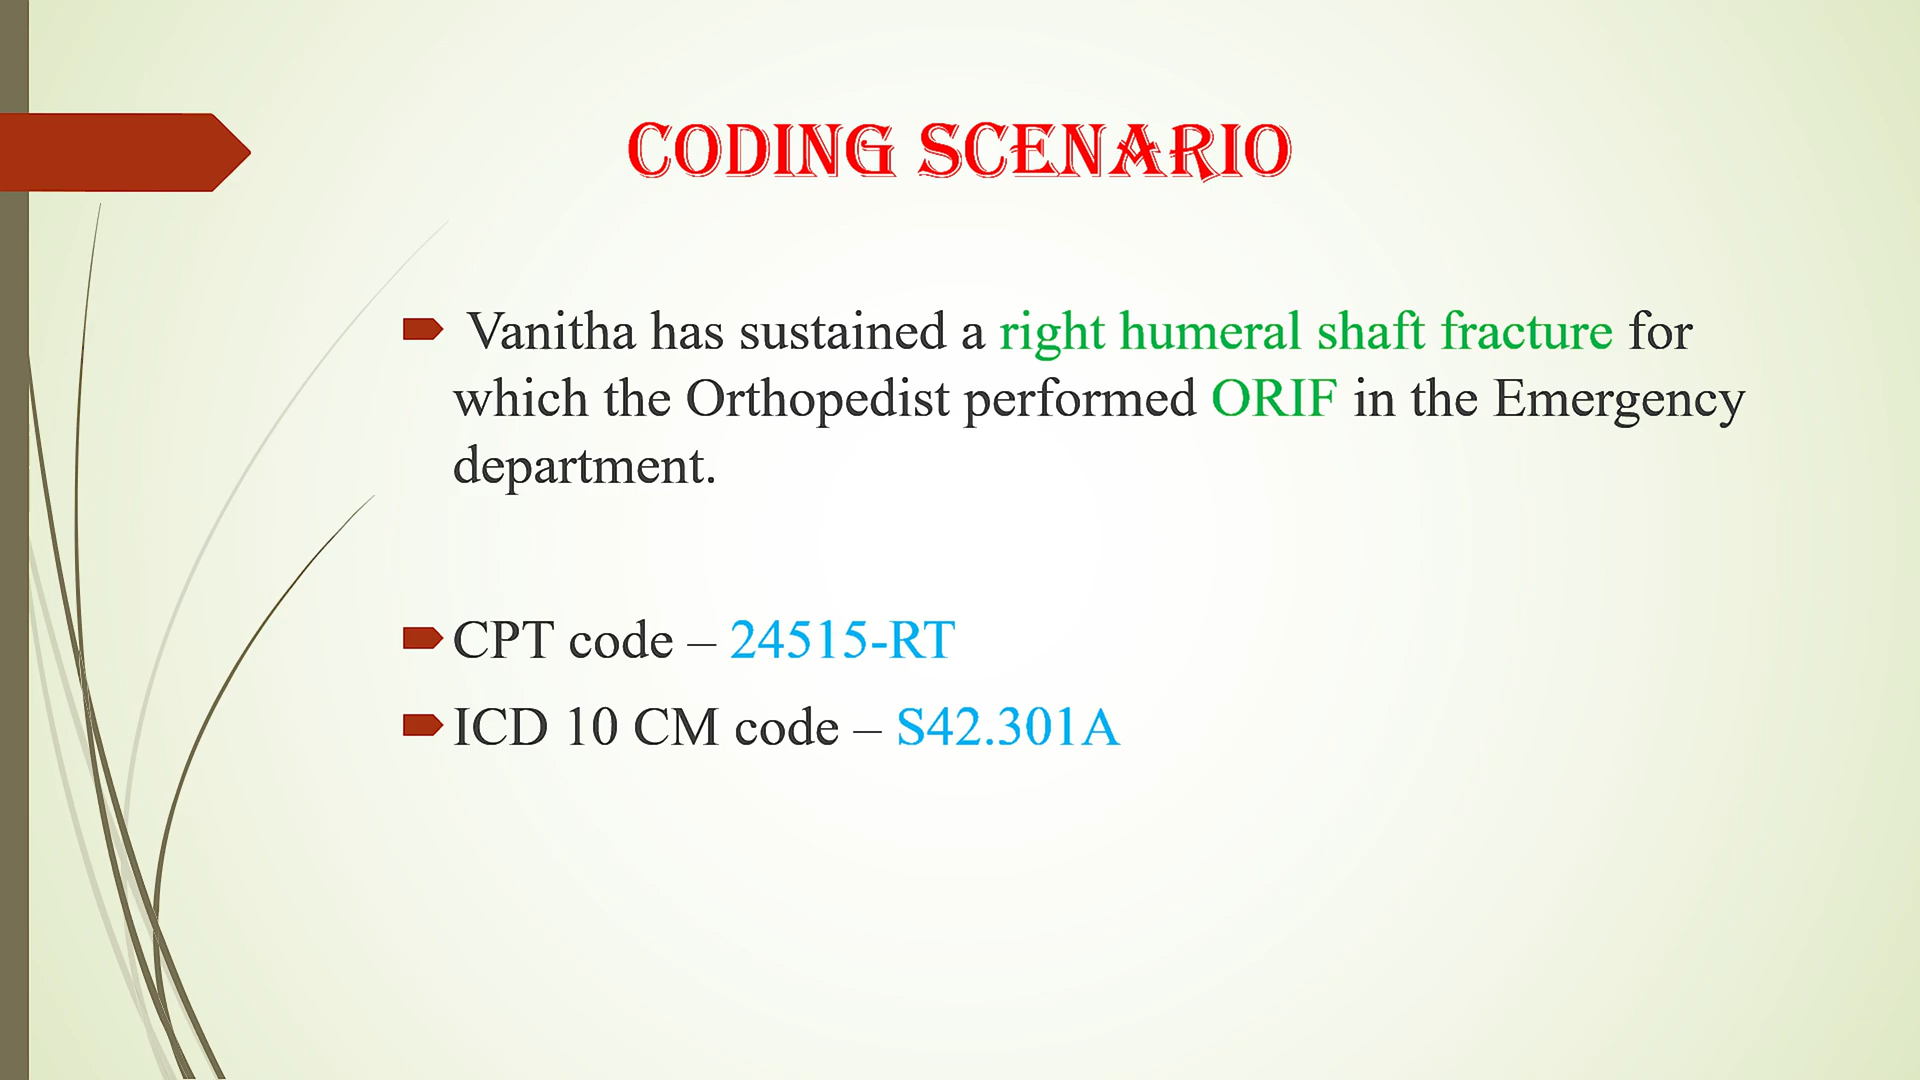 CODING SCENARIO
Vanitha has sustained a right humeral shaft fracture for
which the Orthopedist performed ORIF in the Emergency
department.
CPT code – 24515-RT
ICD 10 CM code – S42.301A